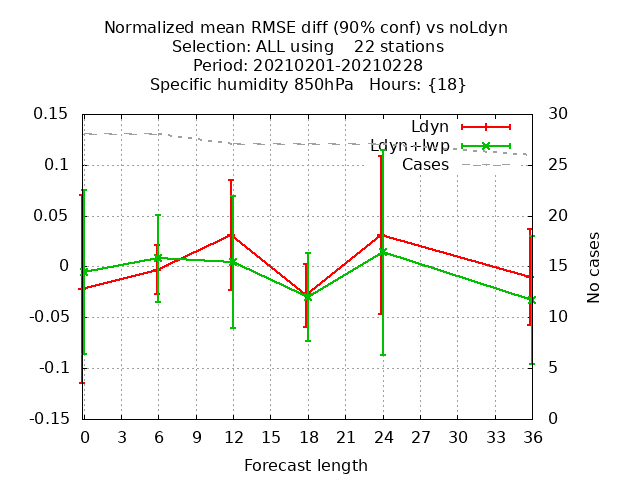 Normalized mean RMSE diff (90% conf) vs noLdyn
Selection: ALL using    22 stations
Period: 20210201-20210228
Specific humidity 850hPa   Hours: {18}
0.15
0.1
0.05
0
-0.05
-0.1
-0.15
30
25
20
15
10
5
0
Ldyn
Ldyn+lwp
Cases
No cases
0 3 6 9 12 15 18 21 24 27 30 33 36
Forecast length